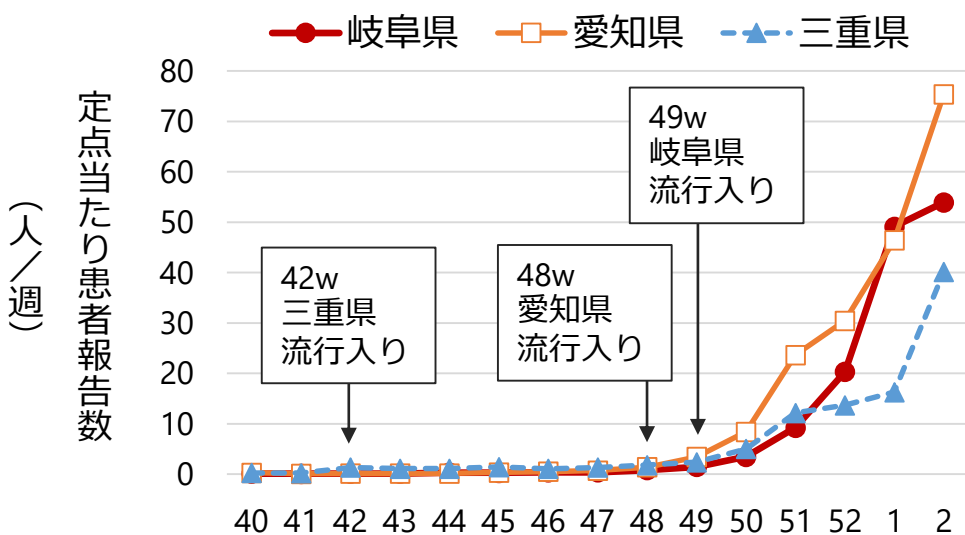 岐阜県 愛知県 三重県
定点当たり患者報告数
（人／週）
80
70
60
50
40
30
20
10
0
42w
三重県
流行入り
48w
愛知県
流行入り
49w
岐阜県
流行入り
40 41 42 43 44 45 46 47 48 49 50 51 52 1 2